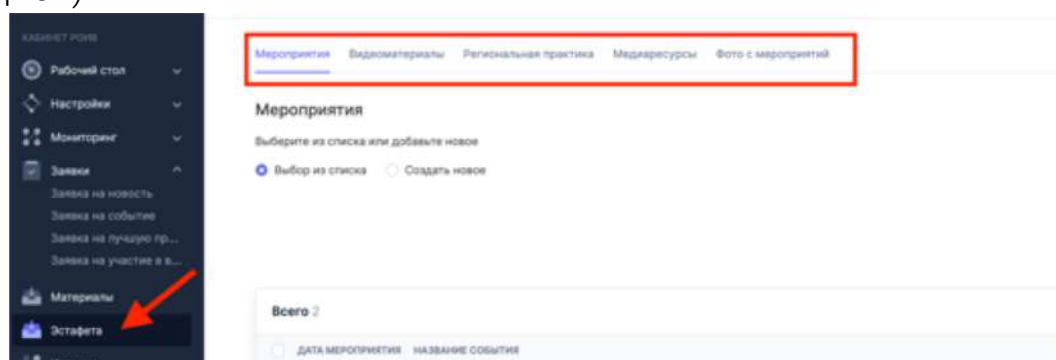 КАБИНЕТ РОИВ
Рабочий стол
Настройки
Мониторинг
Заявки
Заявка на новость
Заявка на событие
Заявка на лучшую пр...
Заявка на участие в в...
Материалы
Эстафета
Мероприятия Видеоматериалы Региональная практика Медиаресурсы Фото с мероприятий
Мероприятия
Выберите из списка или добавьте новое
Выбор из списка Создать новое
Всего 2
ДАТА МЕРОПРИЯТИЯ НАЗВАНИЕ СОБЫТИЯ